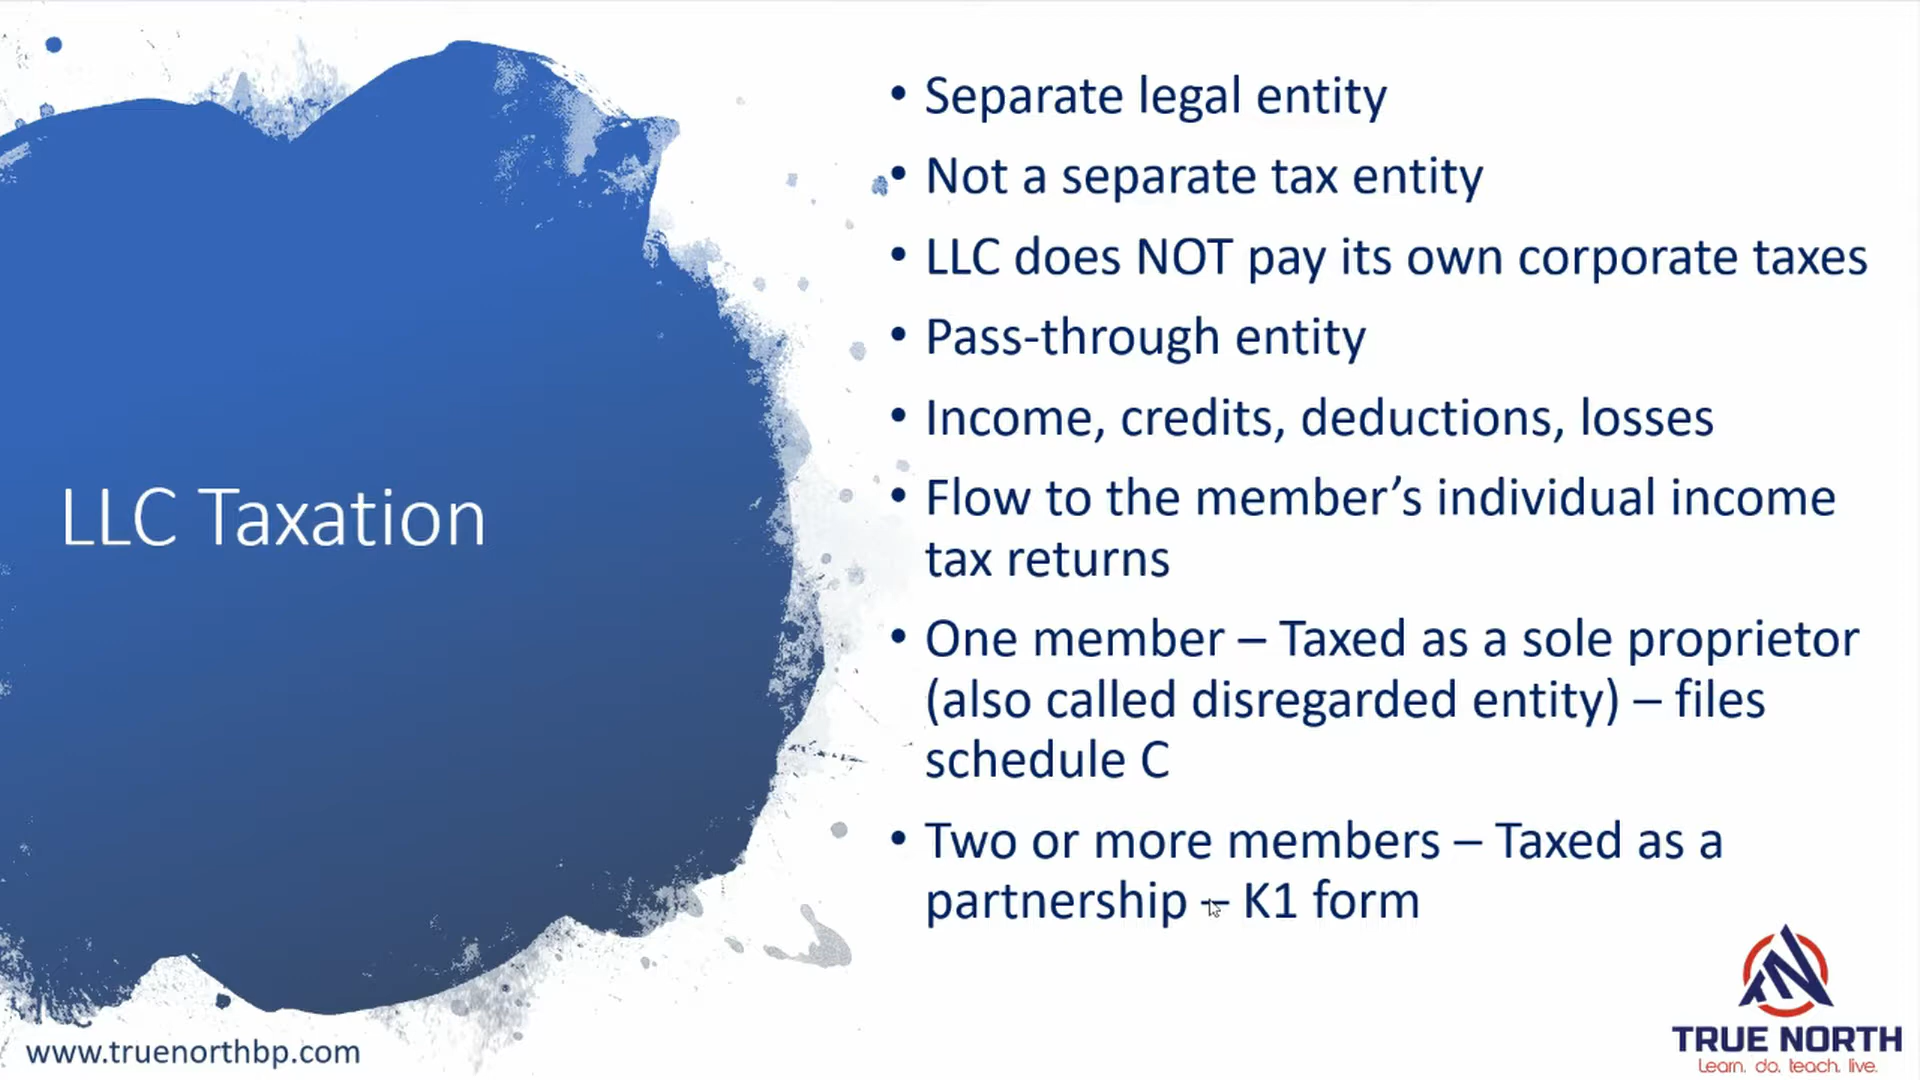 LLC Taxation
• Separate legal entity
• Not a separate tax entity
• LLC does NOT pay its own corporate taxes
• Pass-through entity
• Income, credits, deductions, losses
• Flow to the member’s individual income
tax returns
• One member – Taxed as a sole proprietor
(also called disregarded entity) – files
schedule C
• Two or more members – Taxed as a
partnership – K1 form
www.truenorthbp.com
TRUE NORTH
Learn. do. teach. live.